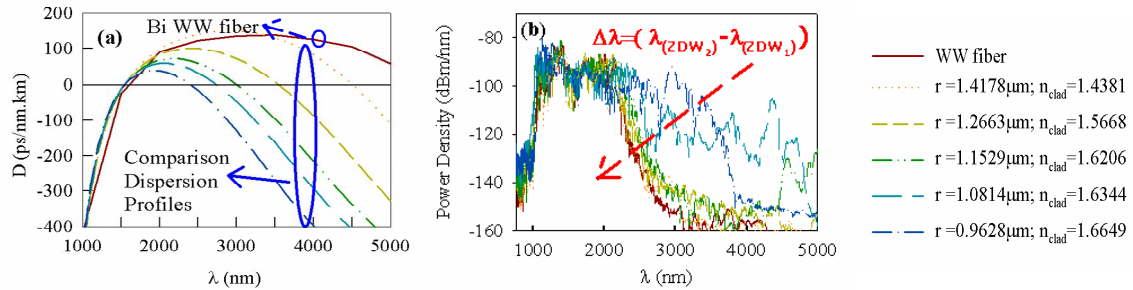 (a)
Bi WW fiber
Comparison
Dispersion
Profiles
D (ps/nm.km)
200
150
100
50
0
-100
-200
-300
-400
1000 2000 3000 4000 5000
λ (nm)
(b)
Δλ=( λ(ZDW2)-λ(ZDW1))
Power Density (dBm/nm)
-80
-100
-120
-140
-160
1000 2000 3000 4000 5000
λ (nm)
WW fiber
r =1.4178μm; nclad=1.4381
r =1.2663μm; nclad=1.5668
r =1.1529μm; nclad=1.6206
r =1.0814μm; nclad=1.6344
r =0.9628μm; nclad=1.6649